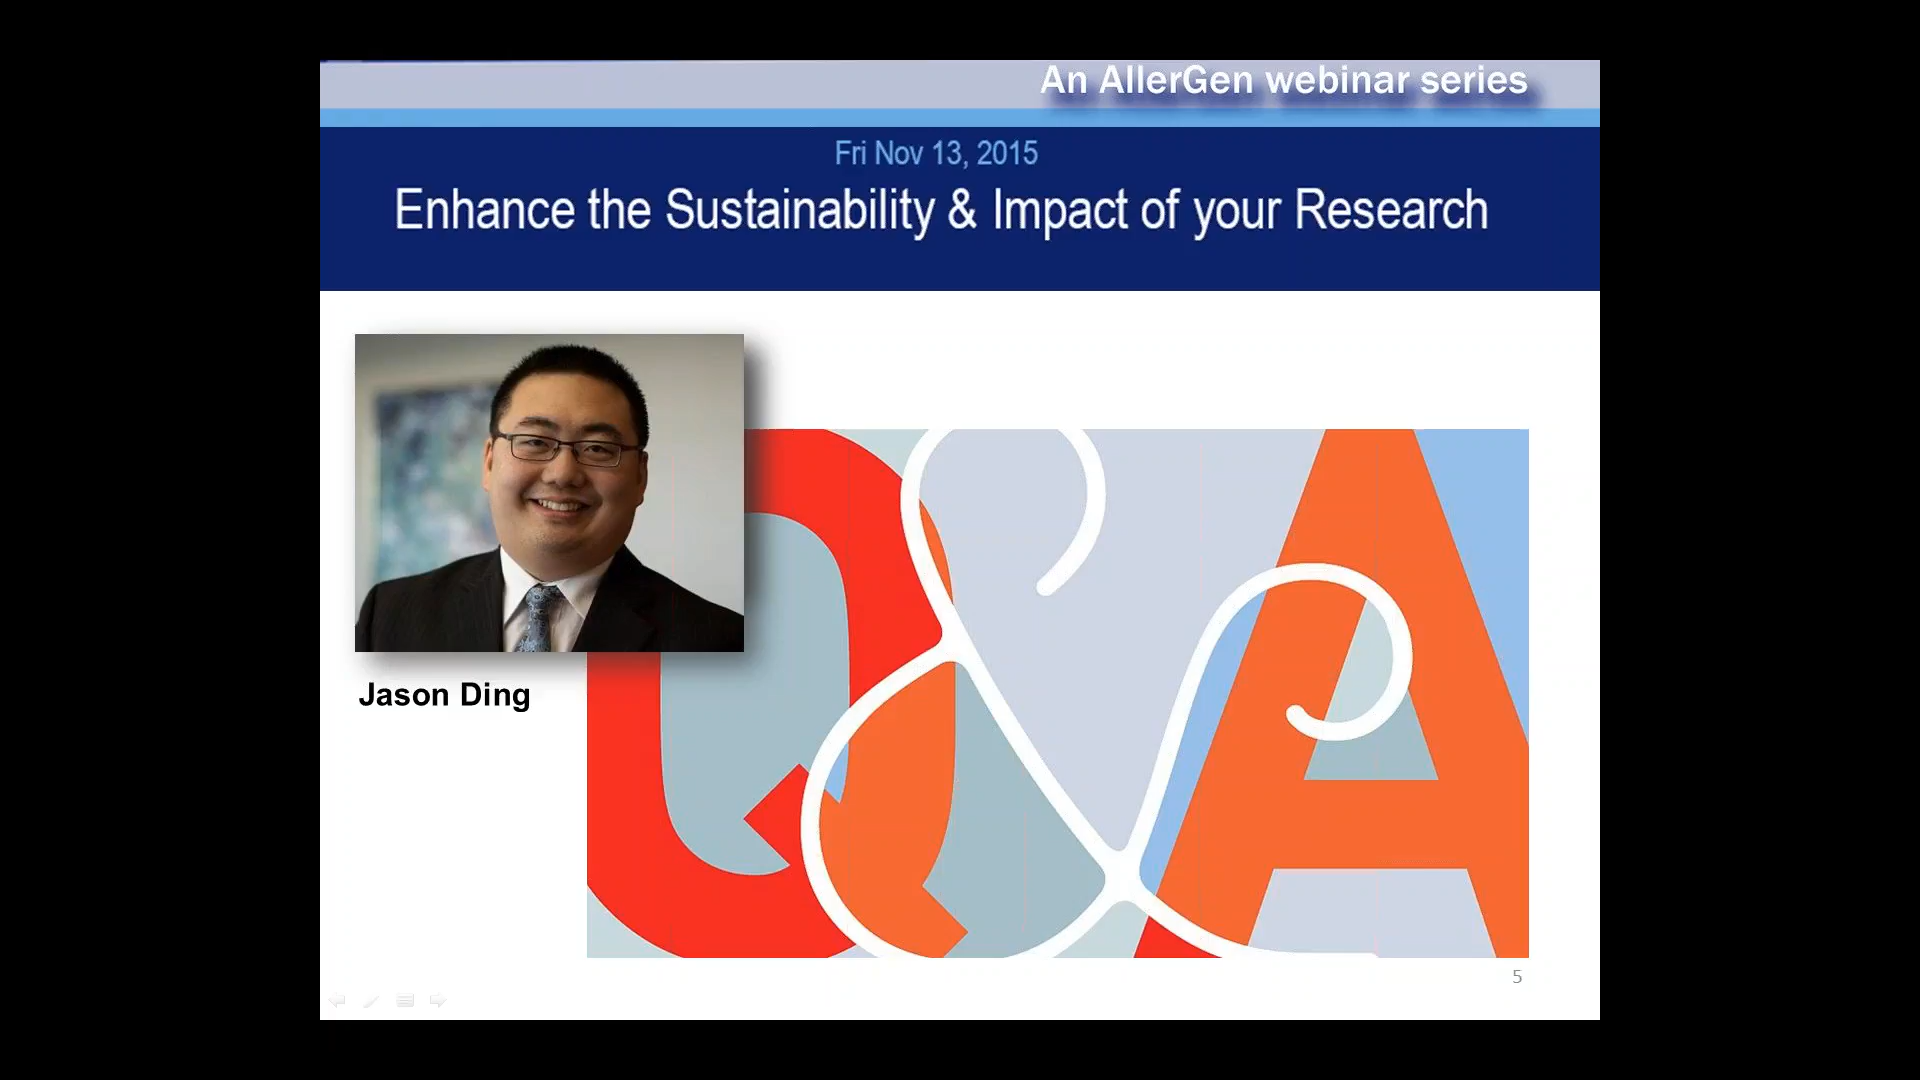 An AllerGen webinar series
Fri Nov 13, 2015
Enhance the Sustainability & Impact of your Research
Jason Ding
Q&A
5